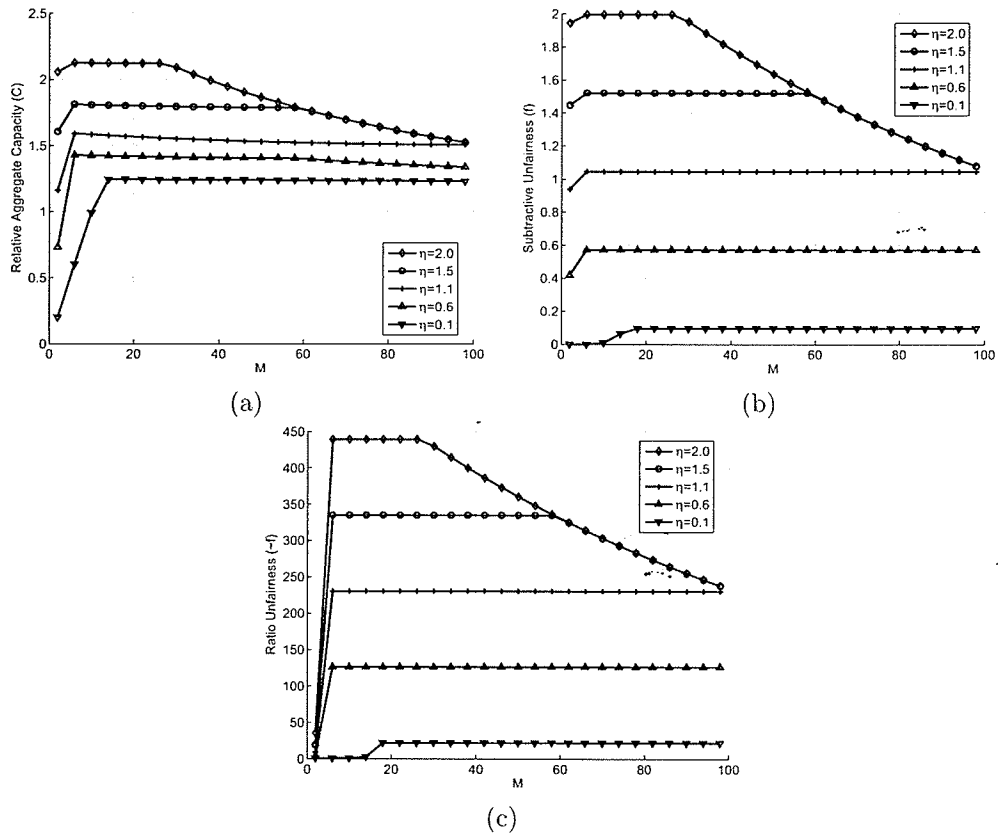 2.5
2
1.5
1
0.5
0
Relative Aggregate Capacity (C)
0 20 40 60 80 100
M
η=2.0
η=1.5
η=1.1
η=0.6
η=0.1
(a)
2
1.8
1.6
1.4
1.2
1
0.8
0.6
0.4
0.2
0
Subtractive Unfairness (f)
0 20 40 60 80 100
M
η=2.0
η=1.5
η=1.1
η=0.6
η=0.1
(b)
450
400
350
300
250
200
150
100
50
0
Ratio Unfairness (~f)
0 20 40 60 80 100
M
η=2.0
η=1.5
η=1.1
η=0.6
η=0.1
(c)